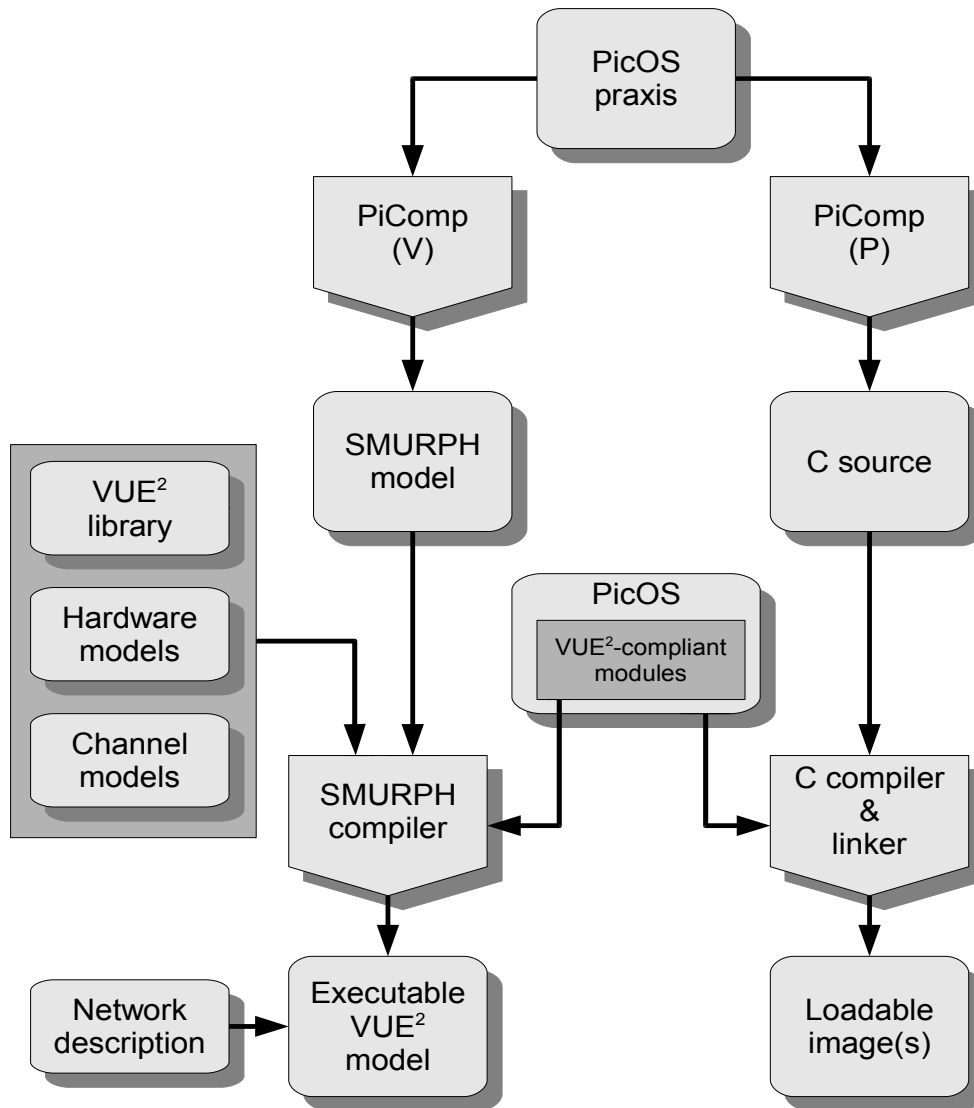 PicOS
praxis
PiComp
(V)
PiComp
(P)
SMURPH
model
C source
VUE²
library
Hardware
models
Channel
models
PicOS
VUE²-compliant
modules
SMURPH
compiler
C compiler
&
linker
Network
description
Executable
VUE²
model
Loadable
image(s)